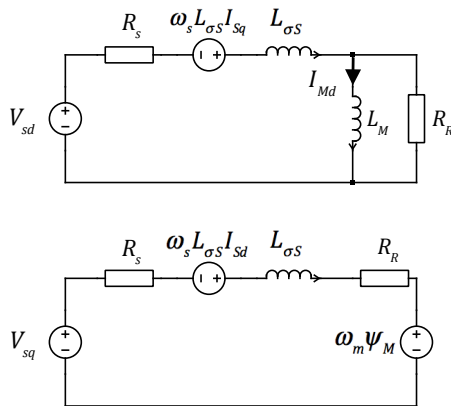 R_s ω_s L_σS I_Sq L_σS
- +
I_Md
V_sd + - L_M R_R
R_s ω_s L_σS I_Sd L_σS R_R
+ -
V_sq + - ω_m ψ_M + -